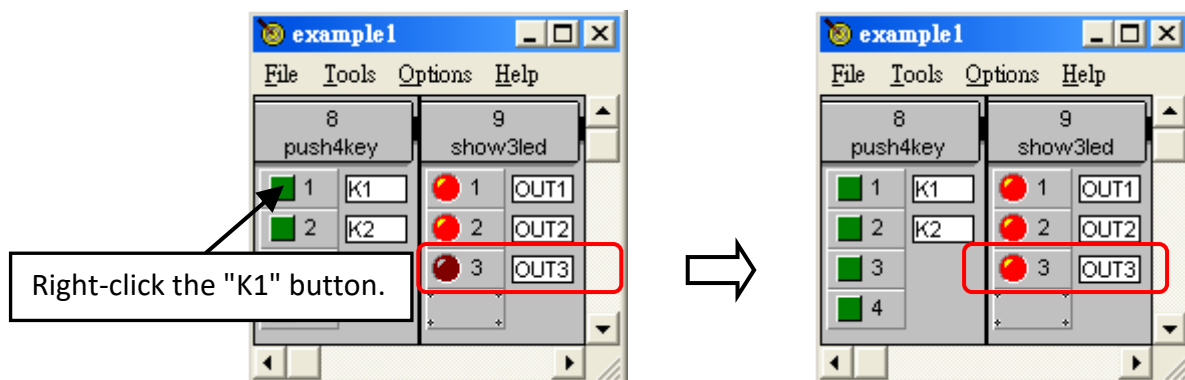 example1
File Tools Options Help
8
push4key
9
show3led
1 K1
2 K2
1 OUT1
2 OUT2
3 OUT3
Right-click the "K1" button.
example1
File Tools Options Help
8
push4key
9
show3led
1 K1
2 K2
3
4
1 OUT1
2 OUT2
3 OUT3